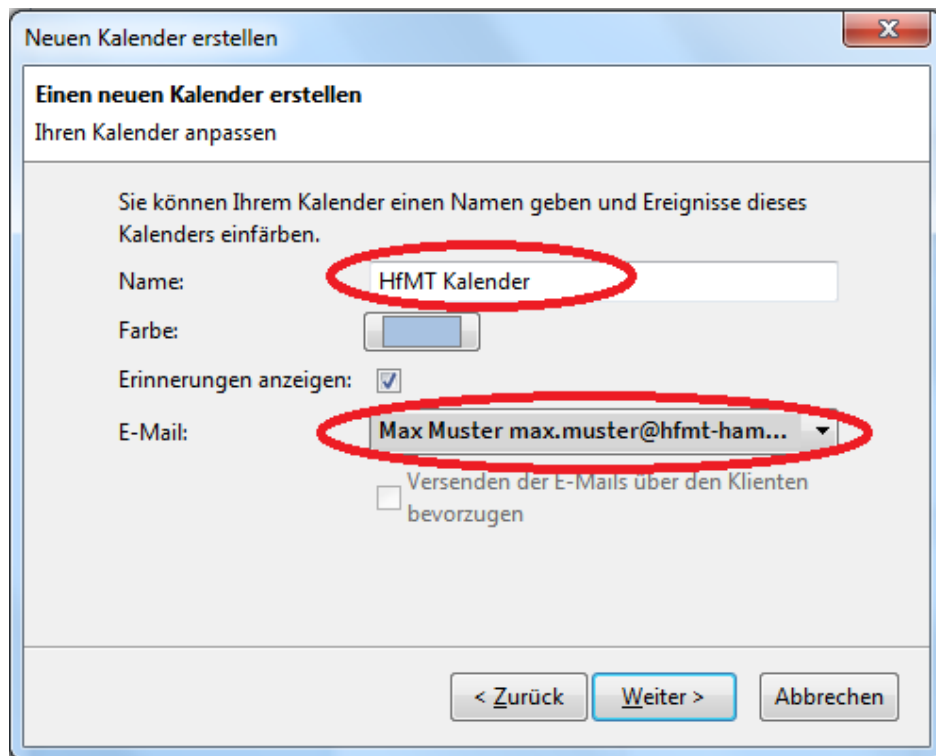 Neuen Kalender erstellen
Einen neuen Kalender erstellen
Ihren Kalender anpassen
Sie können Ihrem Kalender einen Namen geben und Ereignisse dieses
Kalenders einfärben.
Name: HfMT Kalender
Farbe:
Erinnerungen anzeigen:
E-Mail: Max Muster max.muster@hfmt-ham...
Versenden der E-Mails über den Klienten
bevorzugen
< Zurück Weiter > Abbrechen